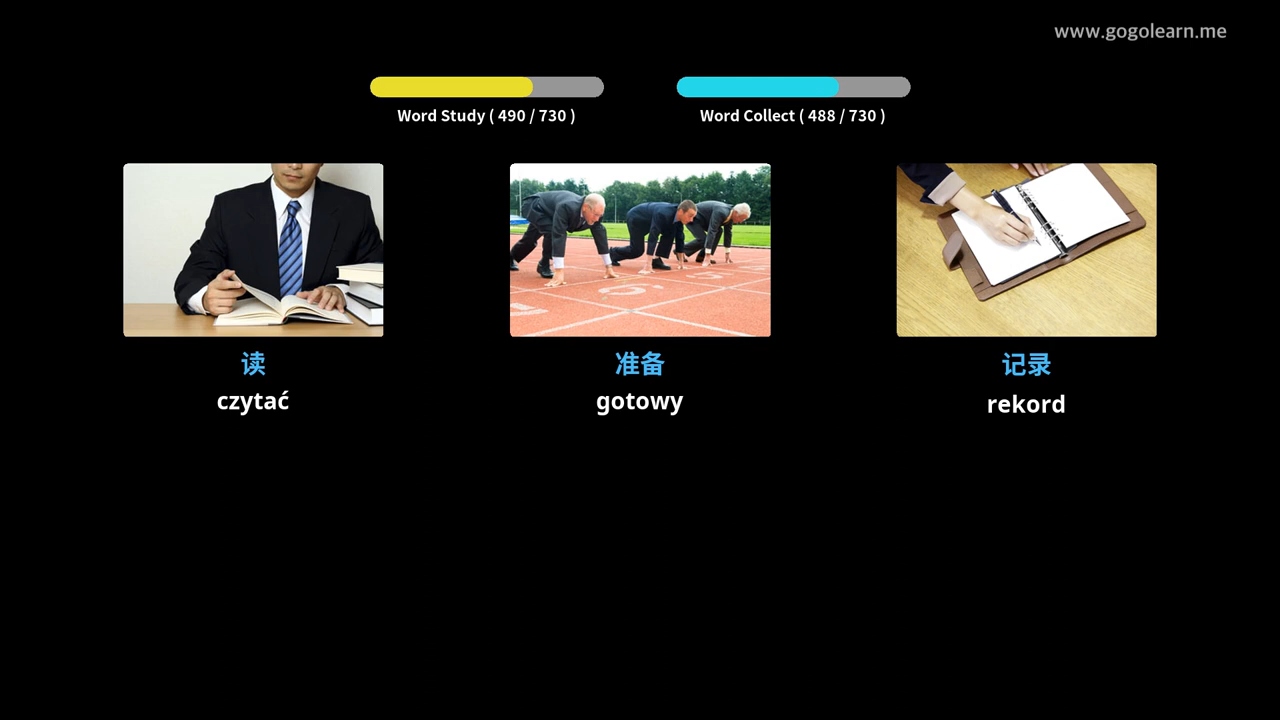 www.gogolearn.me
Word Study ( 490 / 730 )
Word Collect ( 488 / 730 )
读
czytać
准备
gotowy
记录
rekord